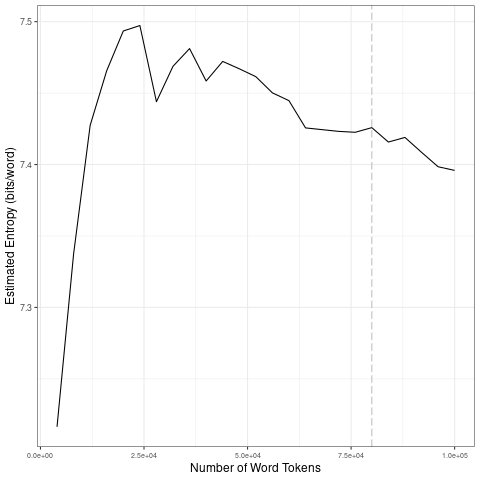 7.5
7.4
7.3
Estimated Entropy (bits/word)
0.0e+00 2.5e+04 5.0e+04 7.5e+04 1.0e+05
Number of Word Tokens